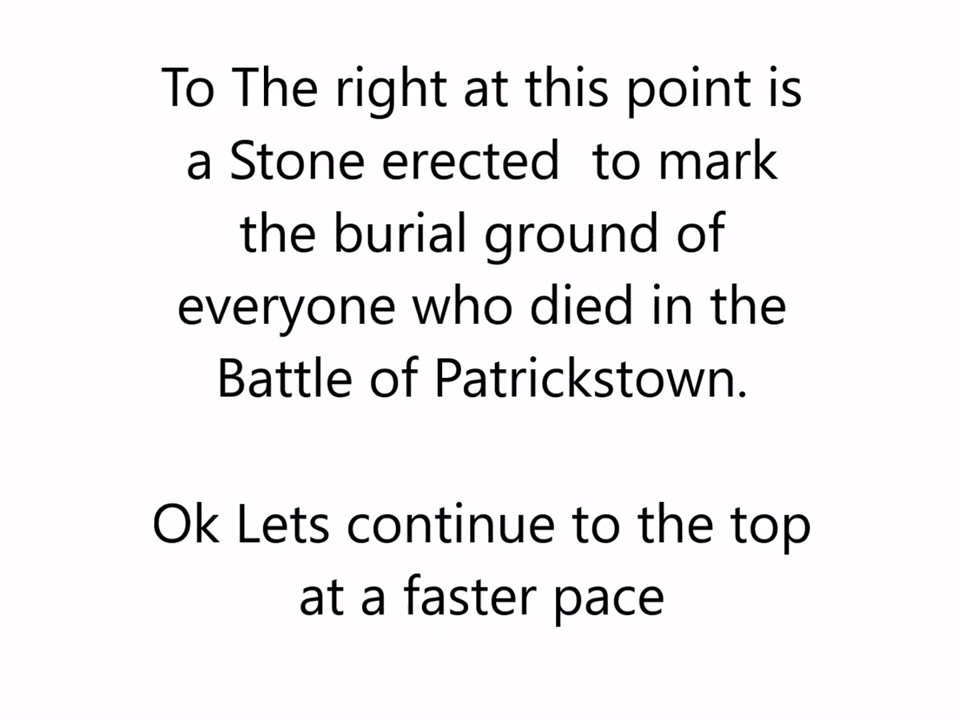 To The right at this point is
a Stone erected  to mark
the burial ground of
everyone who died in the
Battle of Patrickstown.
Ok Lets continue to the top
at a faster pace